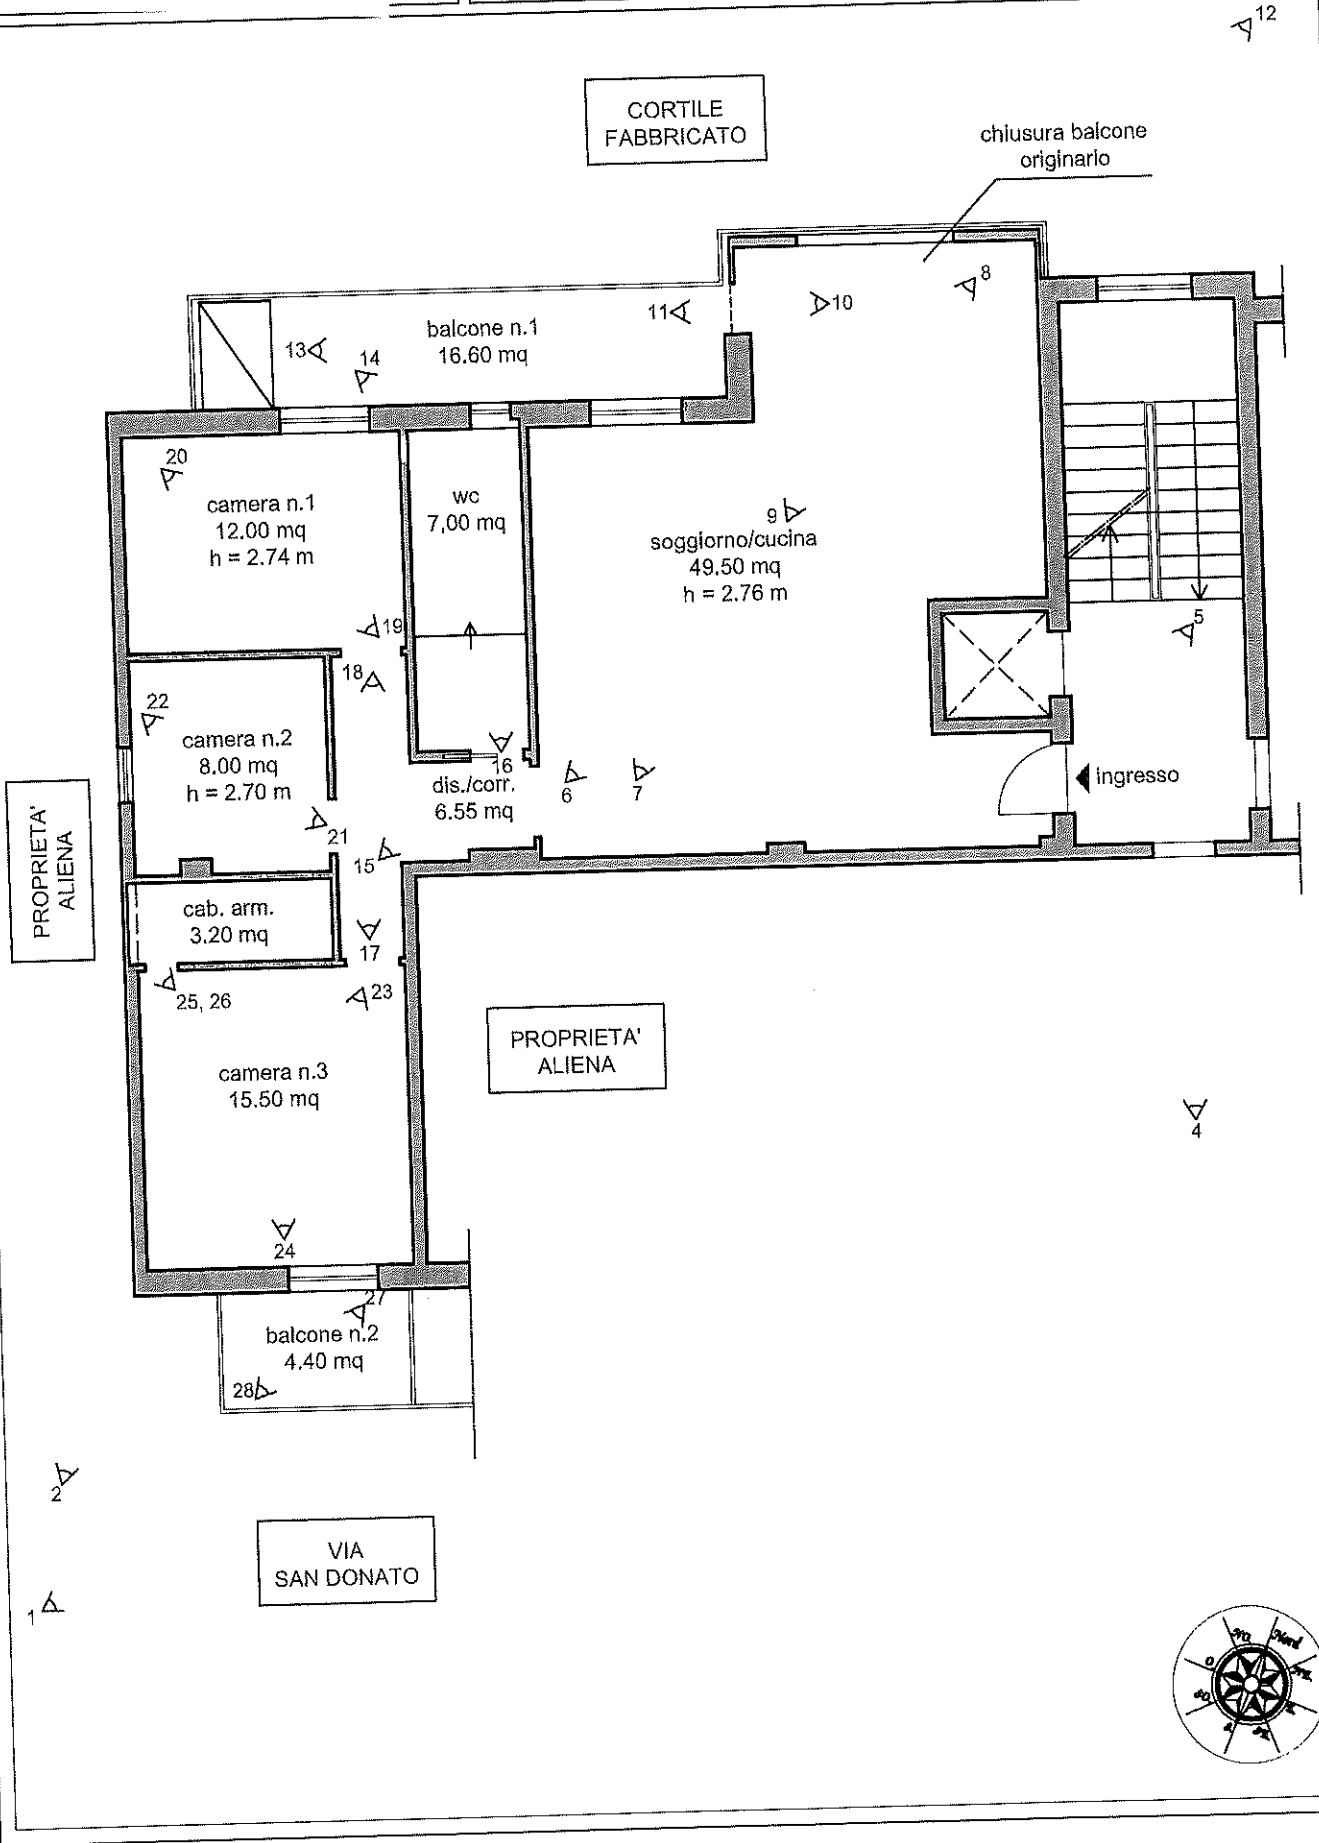 12
CORTILE
FABBRICATO
chiusura balcone
originario
8
11
10
balcone n.1
16.60 mq
13
14
20
camera n.1
12.00 mq
h = 2.74 m
wc
7,00 mq
9
soggiorno/cucina
49.50 mq
h = 2.76 m
19
5
18
22
camera n.2
8.00 mq
h = 2.70 m
16
dis./corr.
6.55 mq
6
7
ingresso
21
15
PROPRIETA'
ALIENA
cab. arm.
3.20 mq
17
25, 26
23
PROPRIETA'
ALIENA
camera n.3
15.50 mq
4
24
27
balcone n.2
4.40 mq
28
2
VIA
SAN DONATO
1
NO
Nord
O
SO